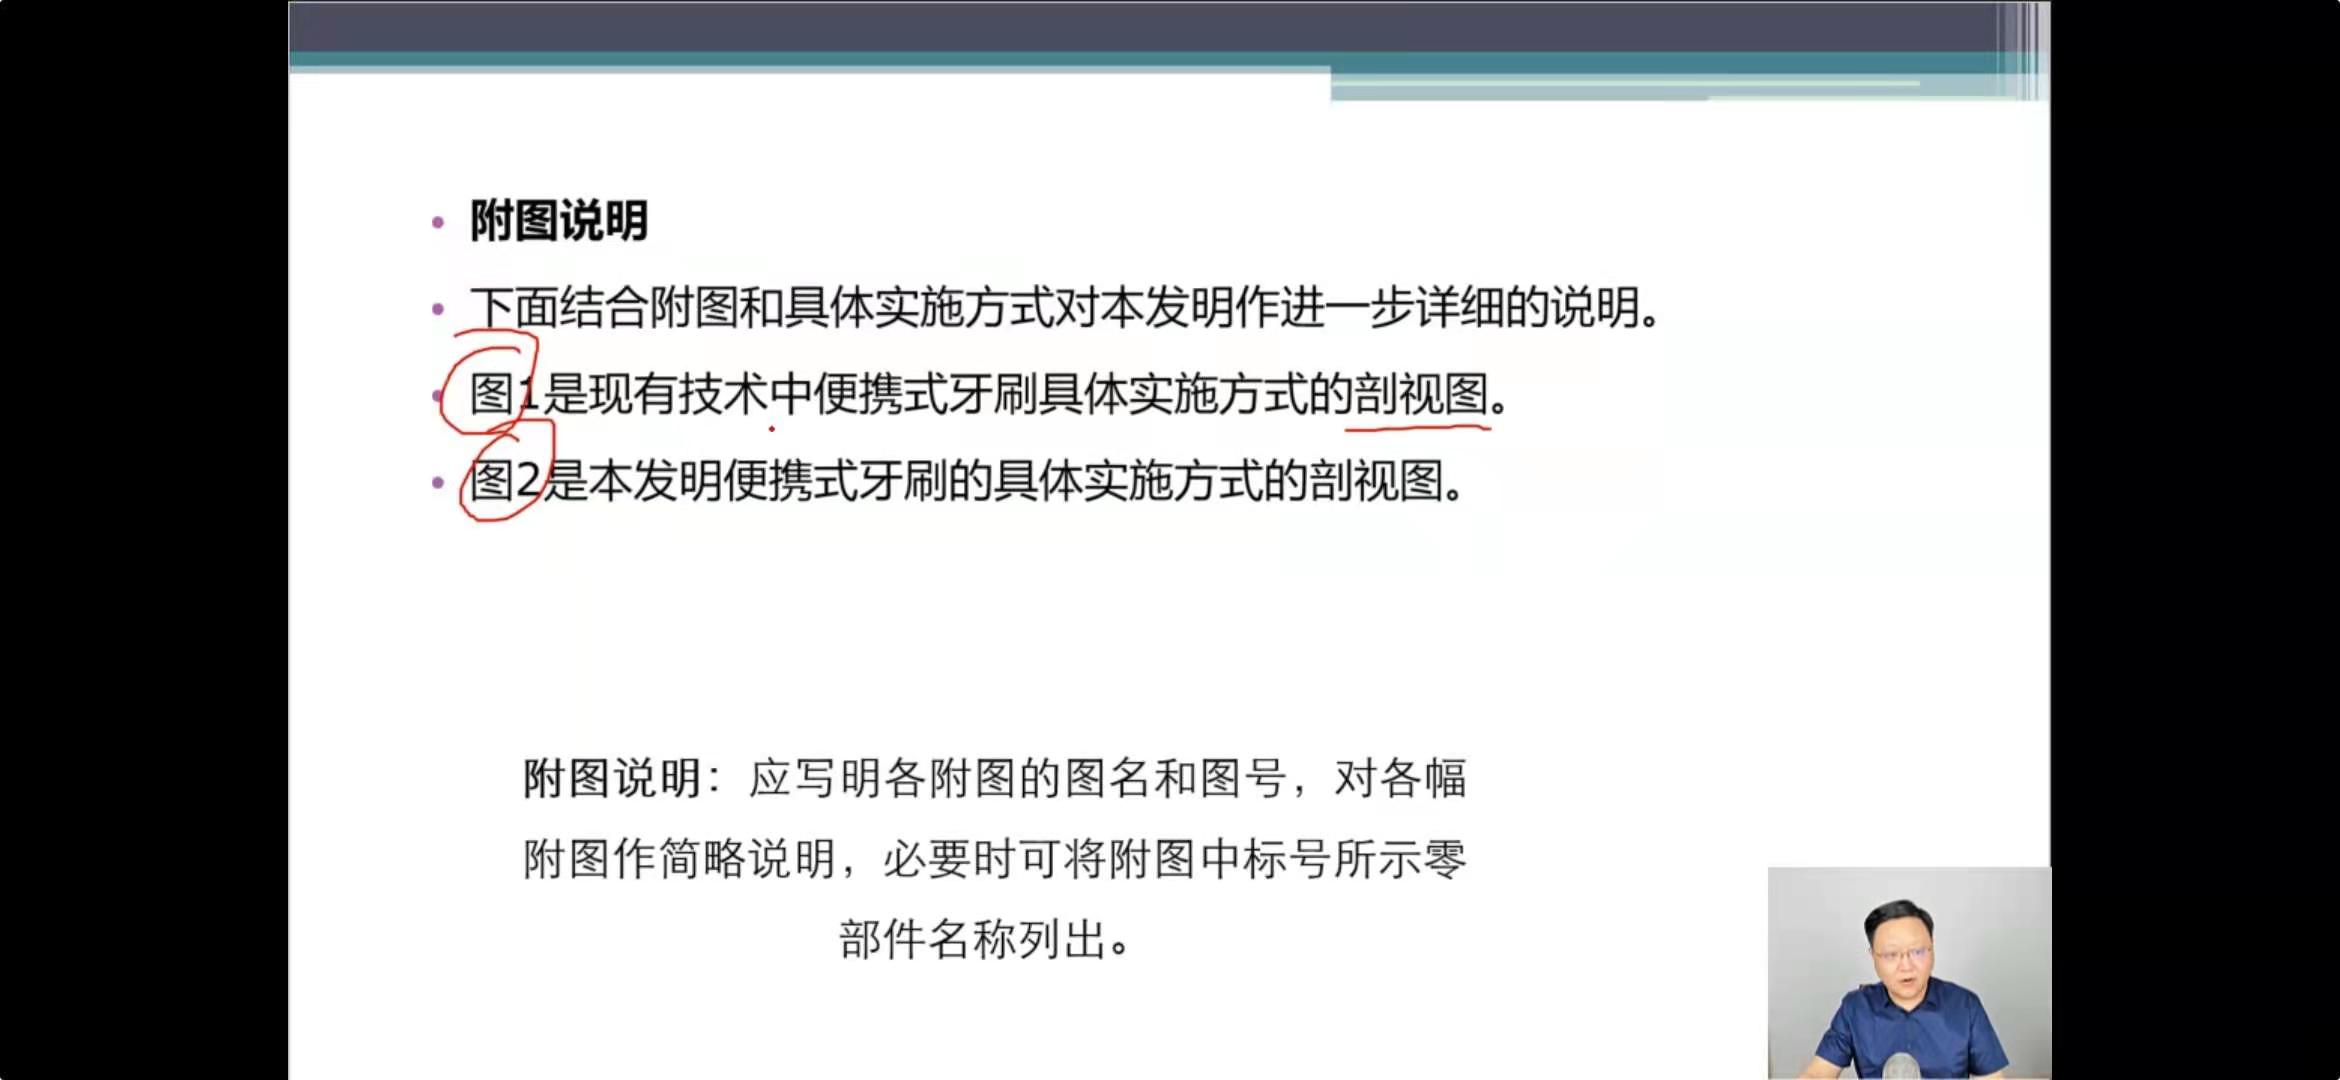 附图说明
下面结合附图和具体实施方式对本发明作进一步详细的说明。
图1是现有技术中便携式牙刷具体实施方式的剖视图。
图2是本发明便携式牙刷的具体实施方式的剖视图。
附图说明：应写明各附图的图名和图号，对各幅
附图作简略说明，必要时可将附图中标号所示零
部件名称列出。